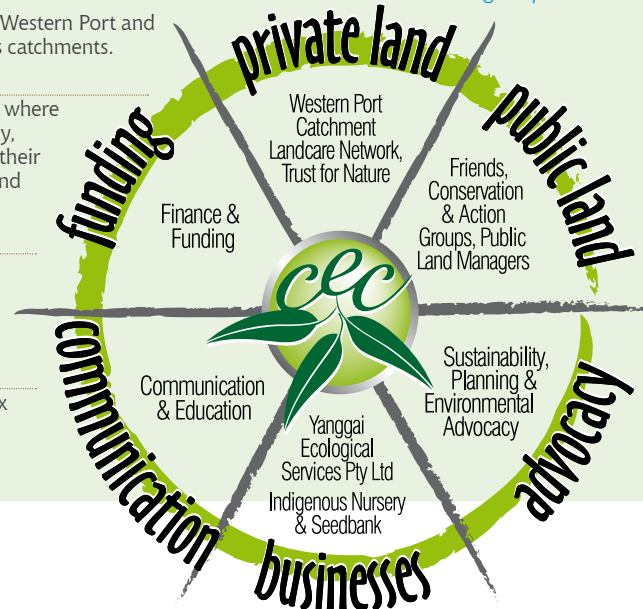 Western Port and
s catchments.
where
y,
their
nd
x
private land
Western Port
Catchment
Landcare Network,
Trust for Nature
public land
Friends,
Conservation
& Action
Groups, Public
Land Managers
advocacy
Sustainability,
Planning &
Environmental
Advocacy
businesses
Yanggai
Ecological
Services Pty Ltd
Indigenous Nursery
& Seedbank
communication
Communication
& Education
funding
Finance &
Funding
cec